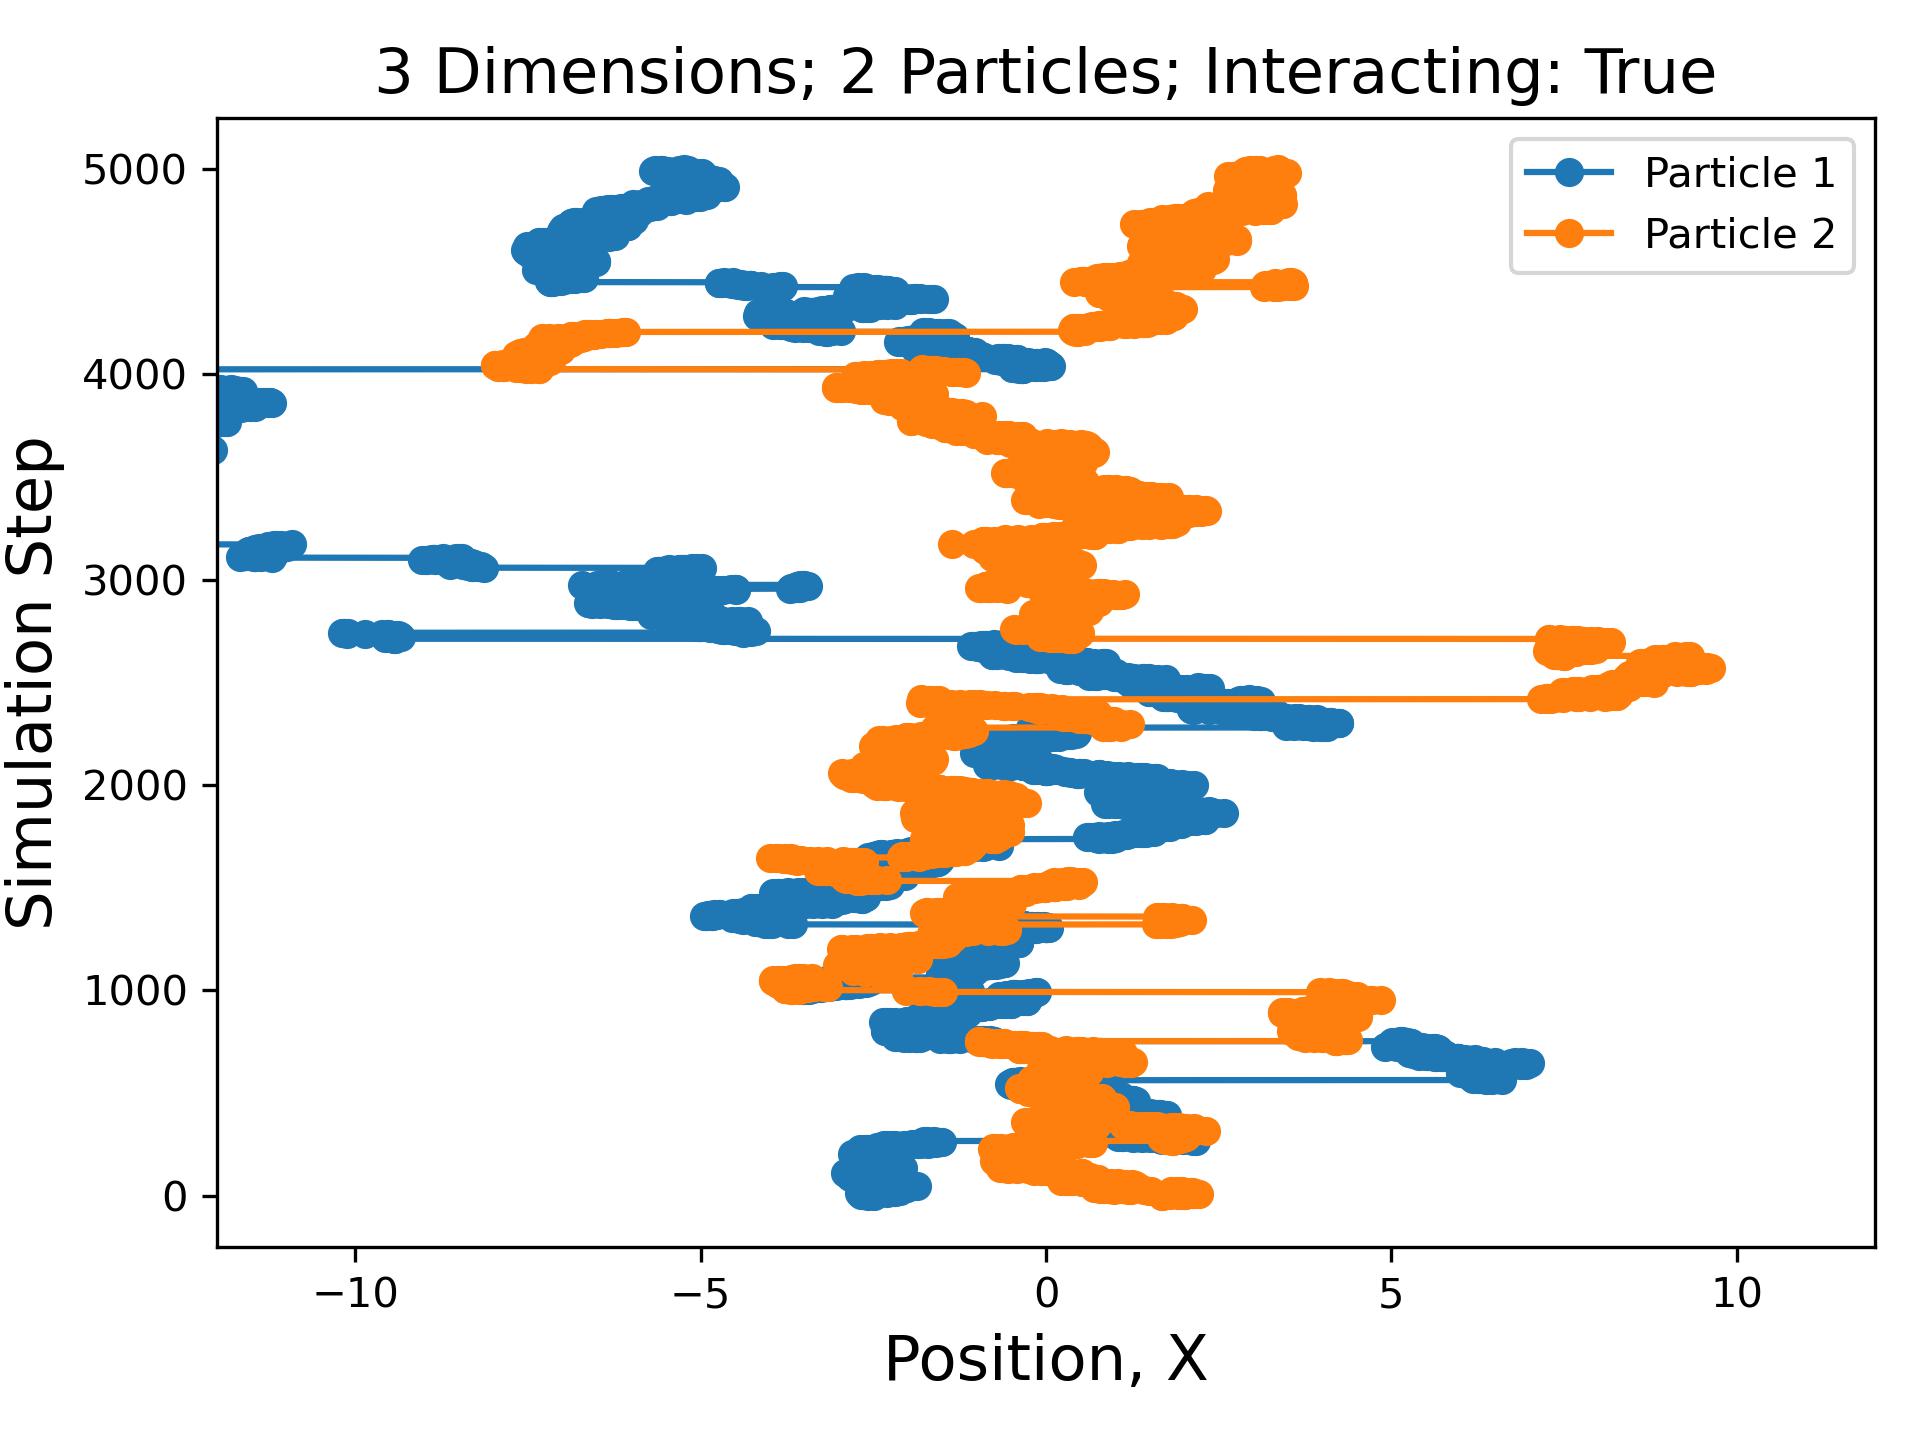 3 Dimensions; 2 Particles; Interacting: True
Particle 1
Particle 2
Simulation Step
5000
4000
3000
2000
1000
0
−10 −5 0 5 10
Position, X